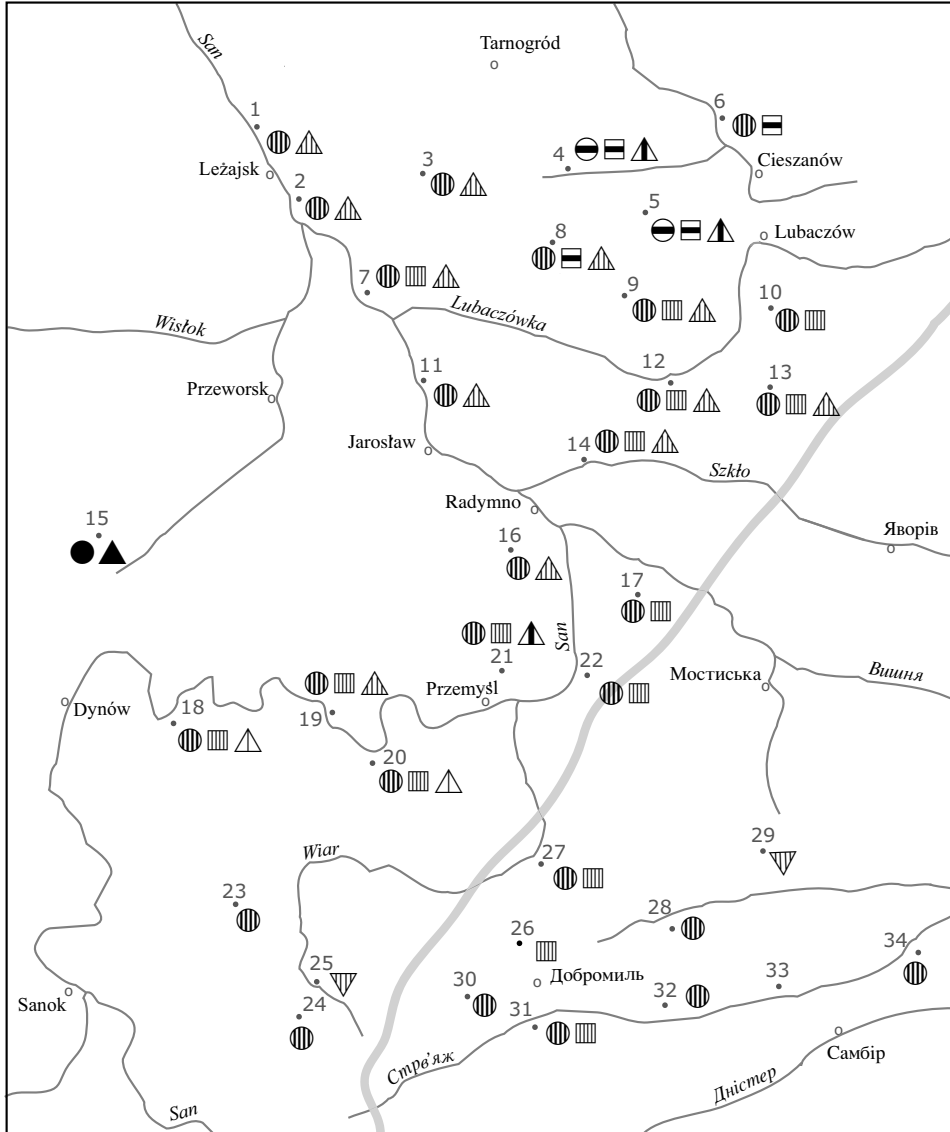 San
Tarnogród
1
6
Leżajsk
3
4
Cieszanów
2
5
Lubaczów
8
7
9
10
Lubaczówka
Wisłok
11
12
13
Przeworsk
Jarosław
14
Szkło
Radymno
15
Яворів
16
17
San
21
22
Мостиська
Вишня
Dynów
18
19
Przemyśl
20
Wiar
27
29
23
28
26
34
25
Добромиль
Sanok
30
33
24
31
32
Самбір
Стрв’яж
Дністер
San